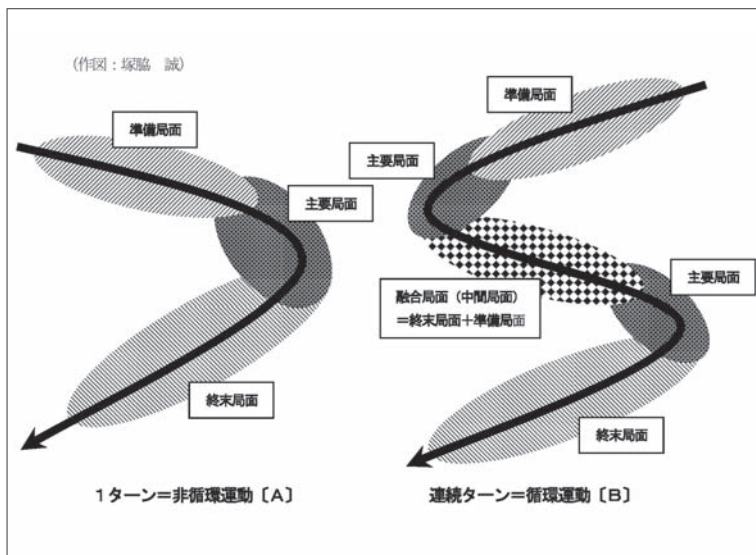 (作図：塚脇　誠)
準備局面
主要局面
終末局面
1ターン＝非循環運動〔A〕
準備局面
主要局面
融合局面（中間局面）
＝終末局面＋準備局面
主要局面
終末局面
連続ターン＝循環運動〔B〕